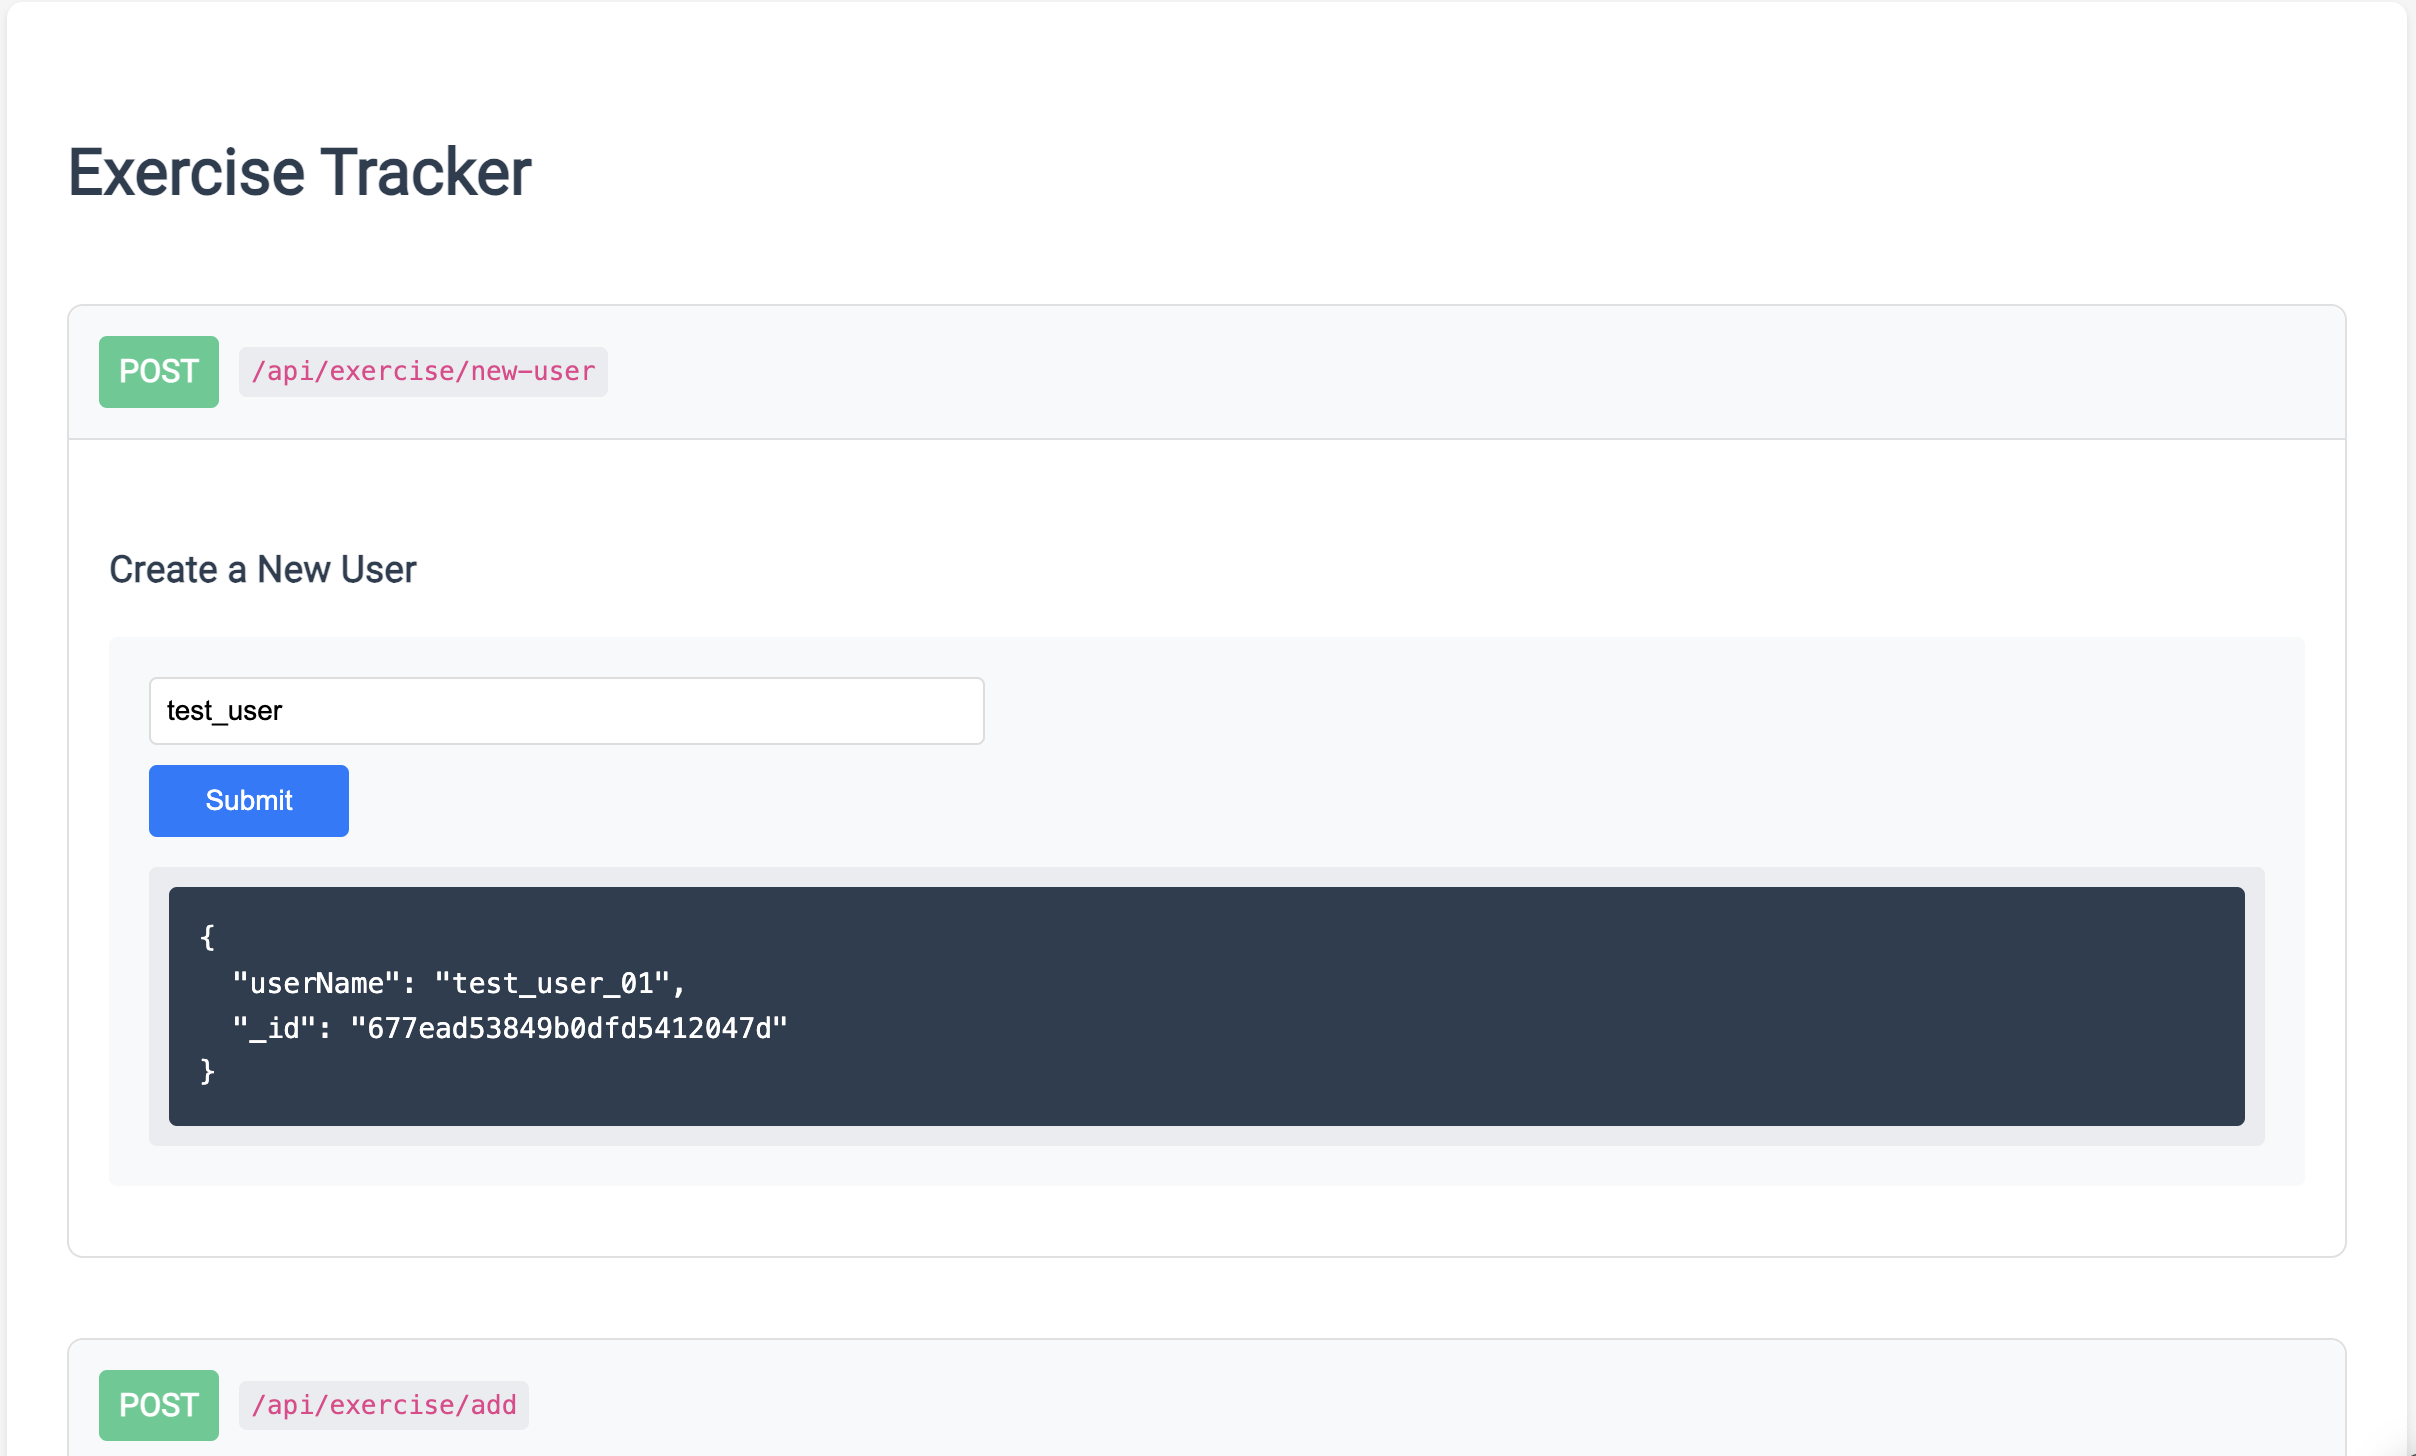 Exercise Tracker
POST /api/exercise/new-user
Create a New User
test_user
Submit
{
  "userName": "test_user_01",
  "_id": "677ead53849b0dfd5412047d"
}
POST /api/exercise/add